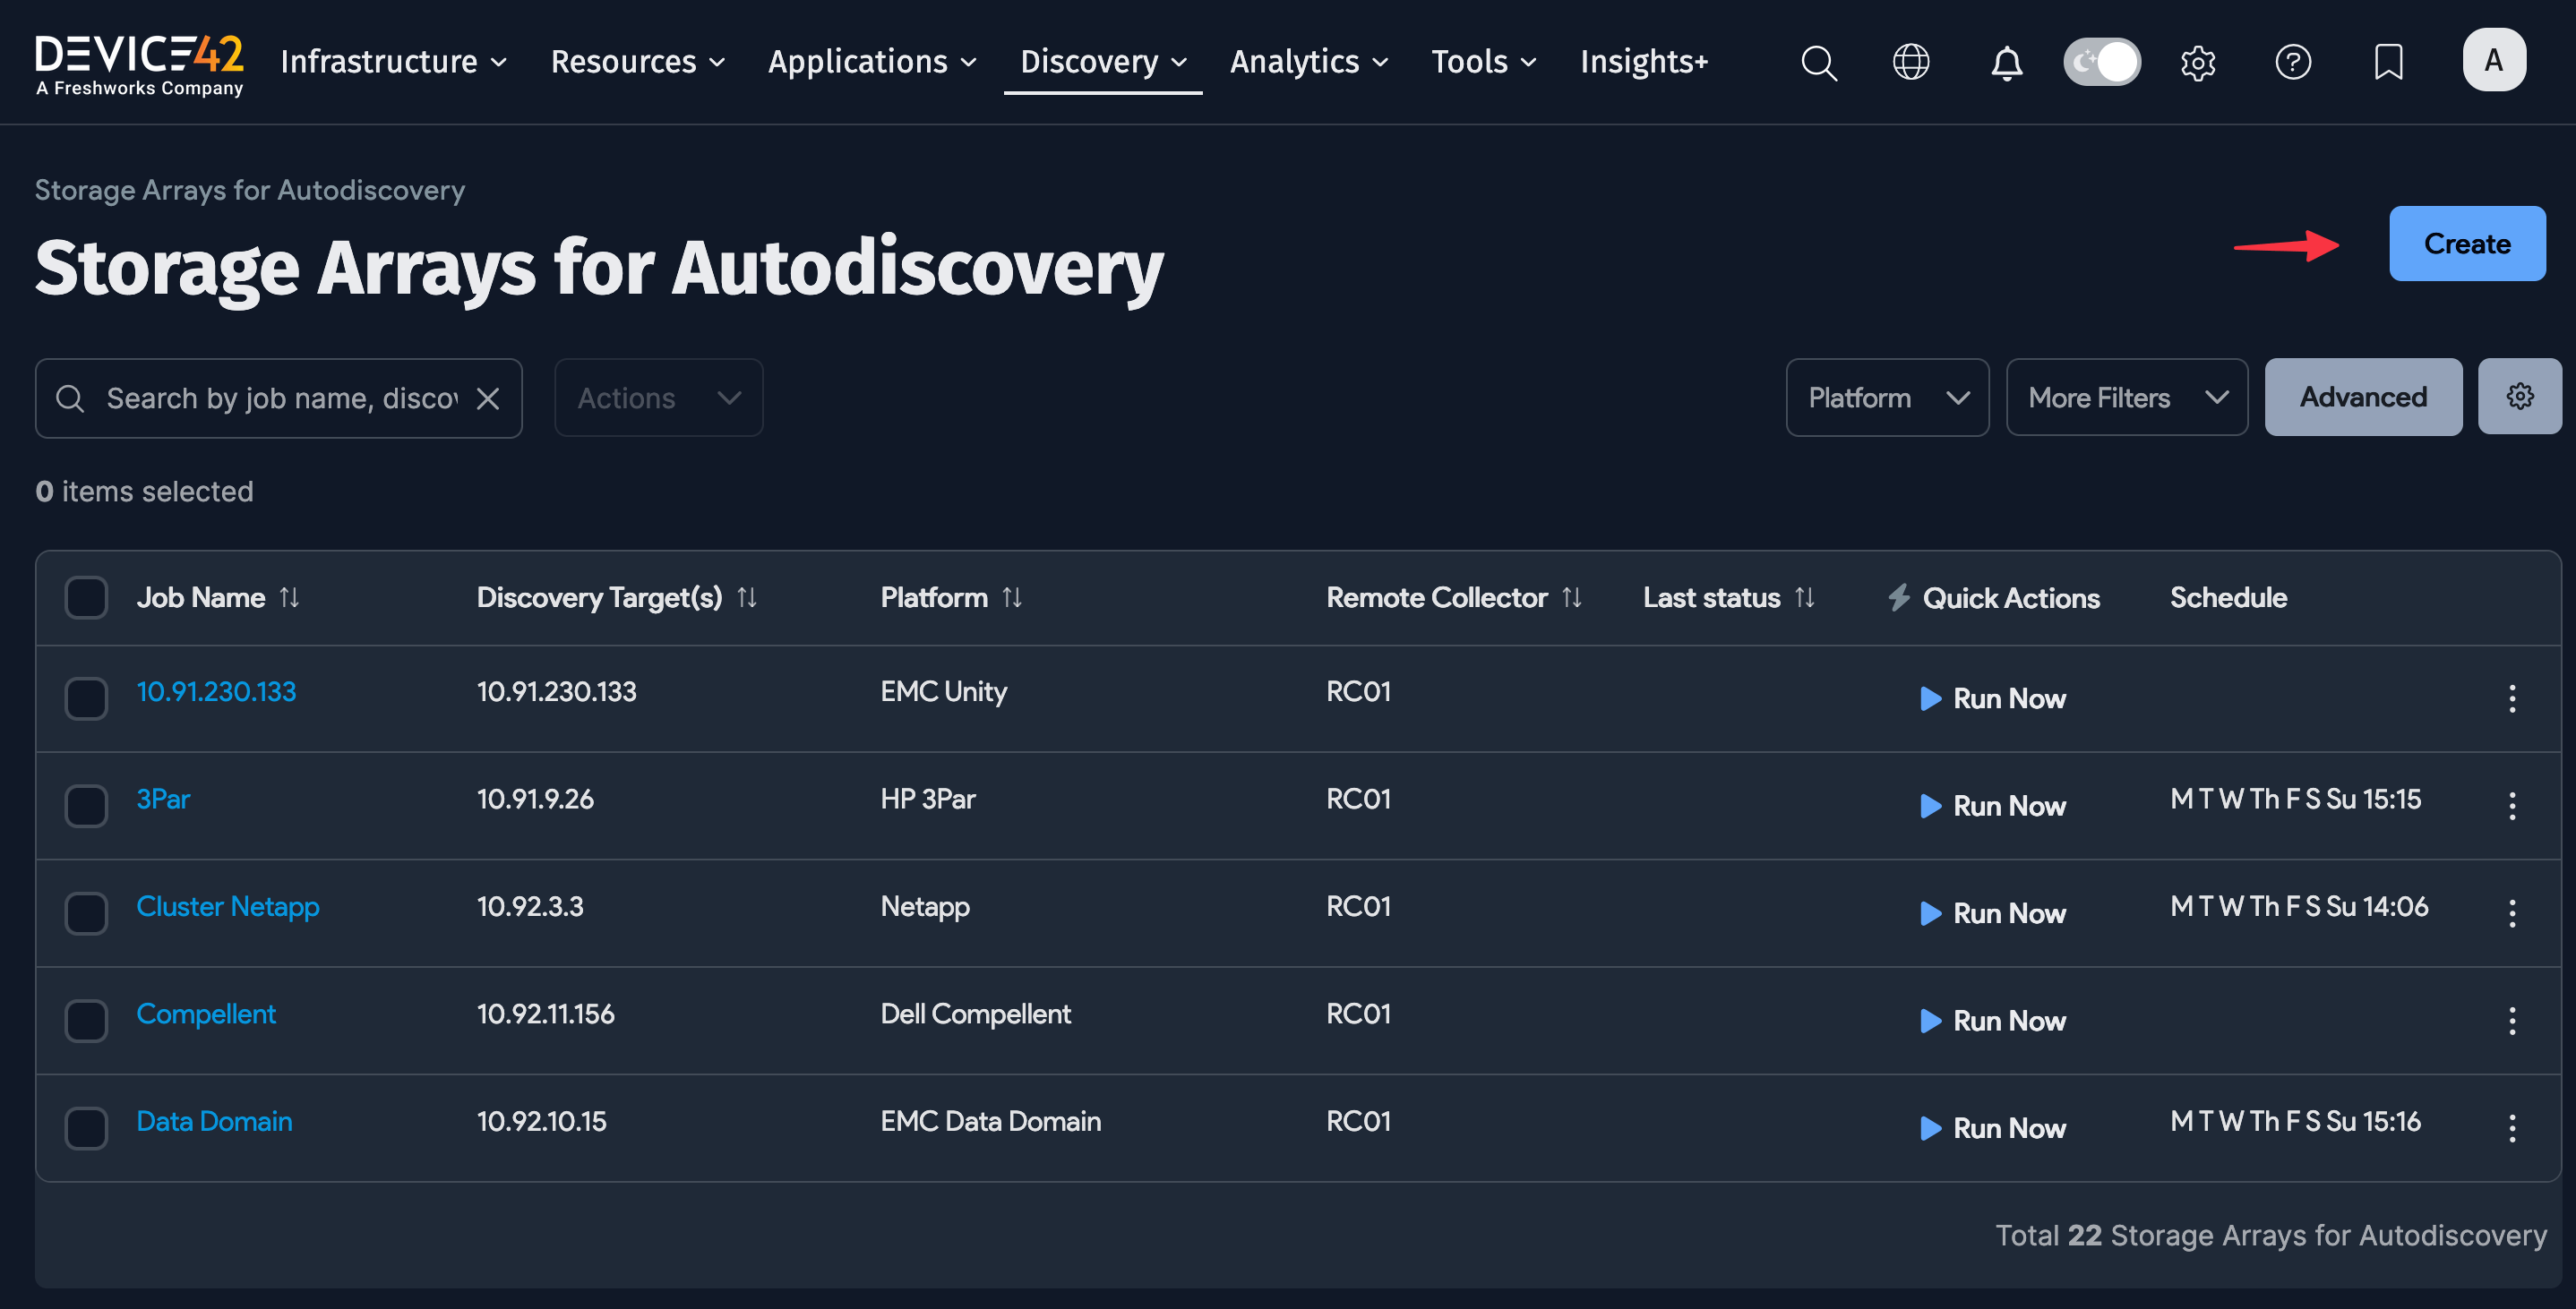 DEVICE42
A Freshworks Company
Infrastructure Resources Applications Discovery Analytics Tools Insights+ A
Storage Arrays for Autodiscovery
Storage Arrays for Autodiscovery
Create
Search by job name, disco
Actions
Platform
More Filters
Advanced
0 items selected
Job Name Discovery Target(s) Platform Remote Collector Last status Quick Actions Schedule
10.91.230.133 10.91.230.133 EMC Unity RC01 Run Now
3Par 10.91.9.26 HP 3Par RC01 Run Now M T W Th F S Su 15:15
Cluster Netapp 10.92.3.3 Netapp RC01 Run Now M T W Th F S Su 14:06
Compellent 10.92.11.156 Dell Compellent RC01 Run Now
Data Domain 10.92.10.15 EMC Data Domain RC01 Run Now M T W Th F S Su 15:16
Total 22 Storage Arrays for Autodiscovery